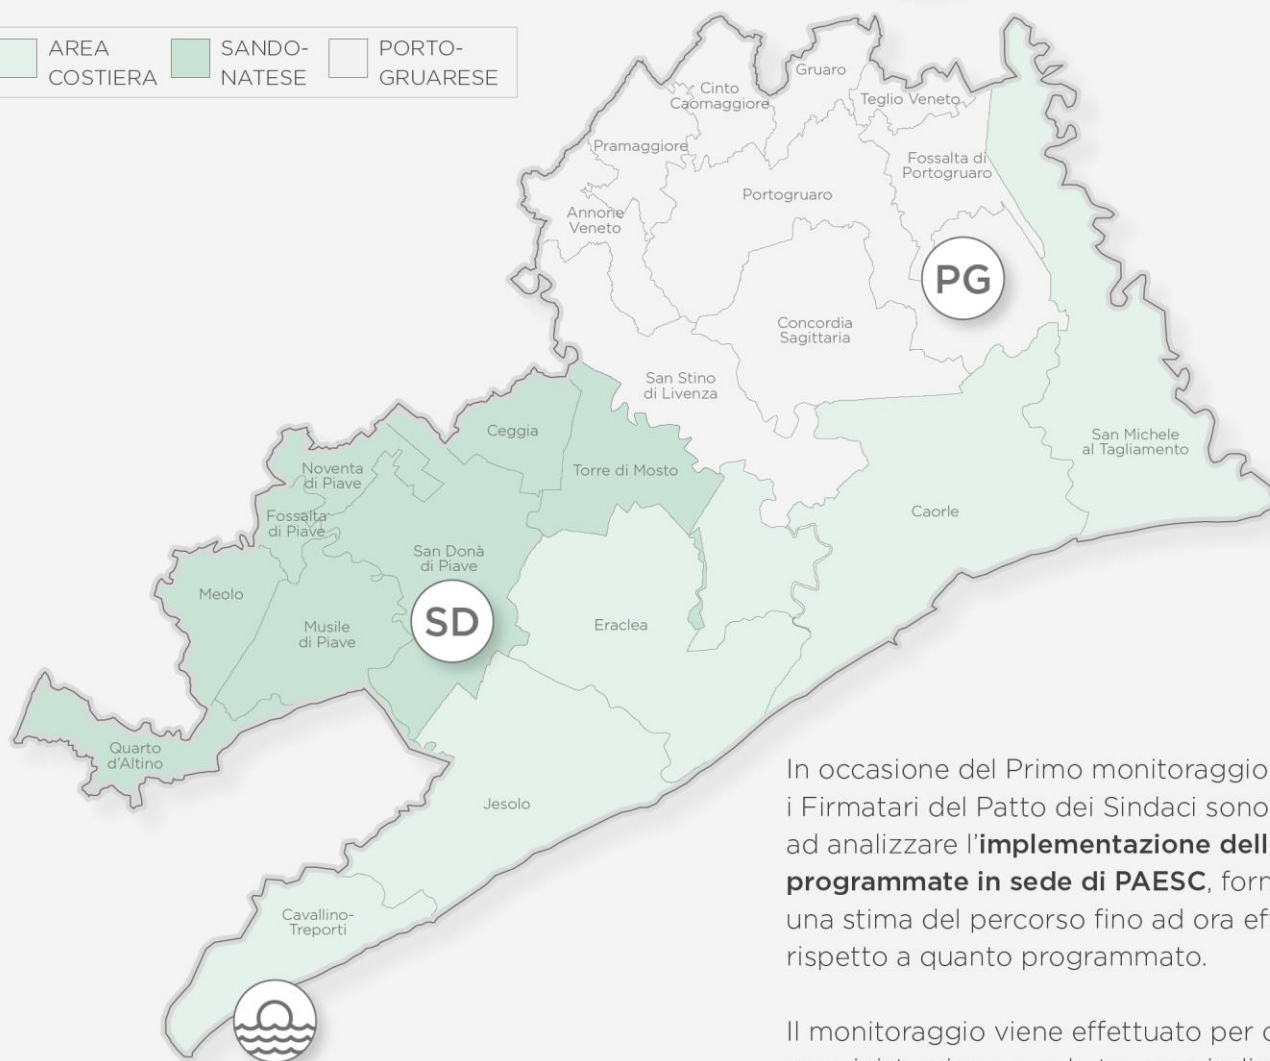 AREA
COSTIERA
SANDO-
NATESE
PORTO-
GRUARESE
Gruaro
Cinto
Caomaggiore
Teglio Veneto
Pramaggiore
Fossalta di
Portogruaro
Portogruaro
Annone
Veneto
PG
Concordia
Sagittaria
San Stino
di Livenza
Ceggia
San Michele
al Tagliamento
Noventa
di Piave
Torre di Mosto
Fossalta
di Piave
Caorle
San Donà
di Piave
Meolo
SD
Musile
di Piave
Eraclea
Quarto
d'Altino
Jesolo
Cavallino-
Treporti
In occasione del Primo monitoraggio
i Firmatari del Patto dei Sindaci sono
ad analizzare l'implementazione dell
programmate in sede di PAESC, forn
una stima del percorso fino ad ora ef
rispetto a quanto programmato.
Il monitoraggio viene effettuato per